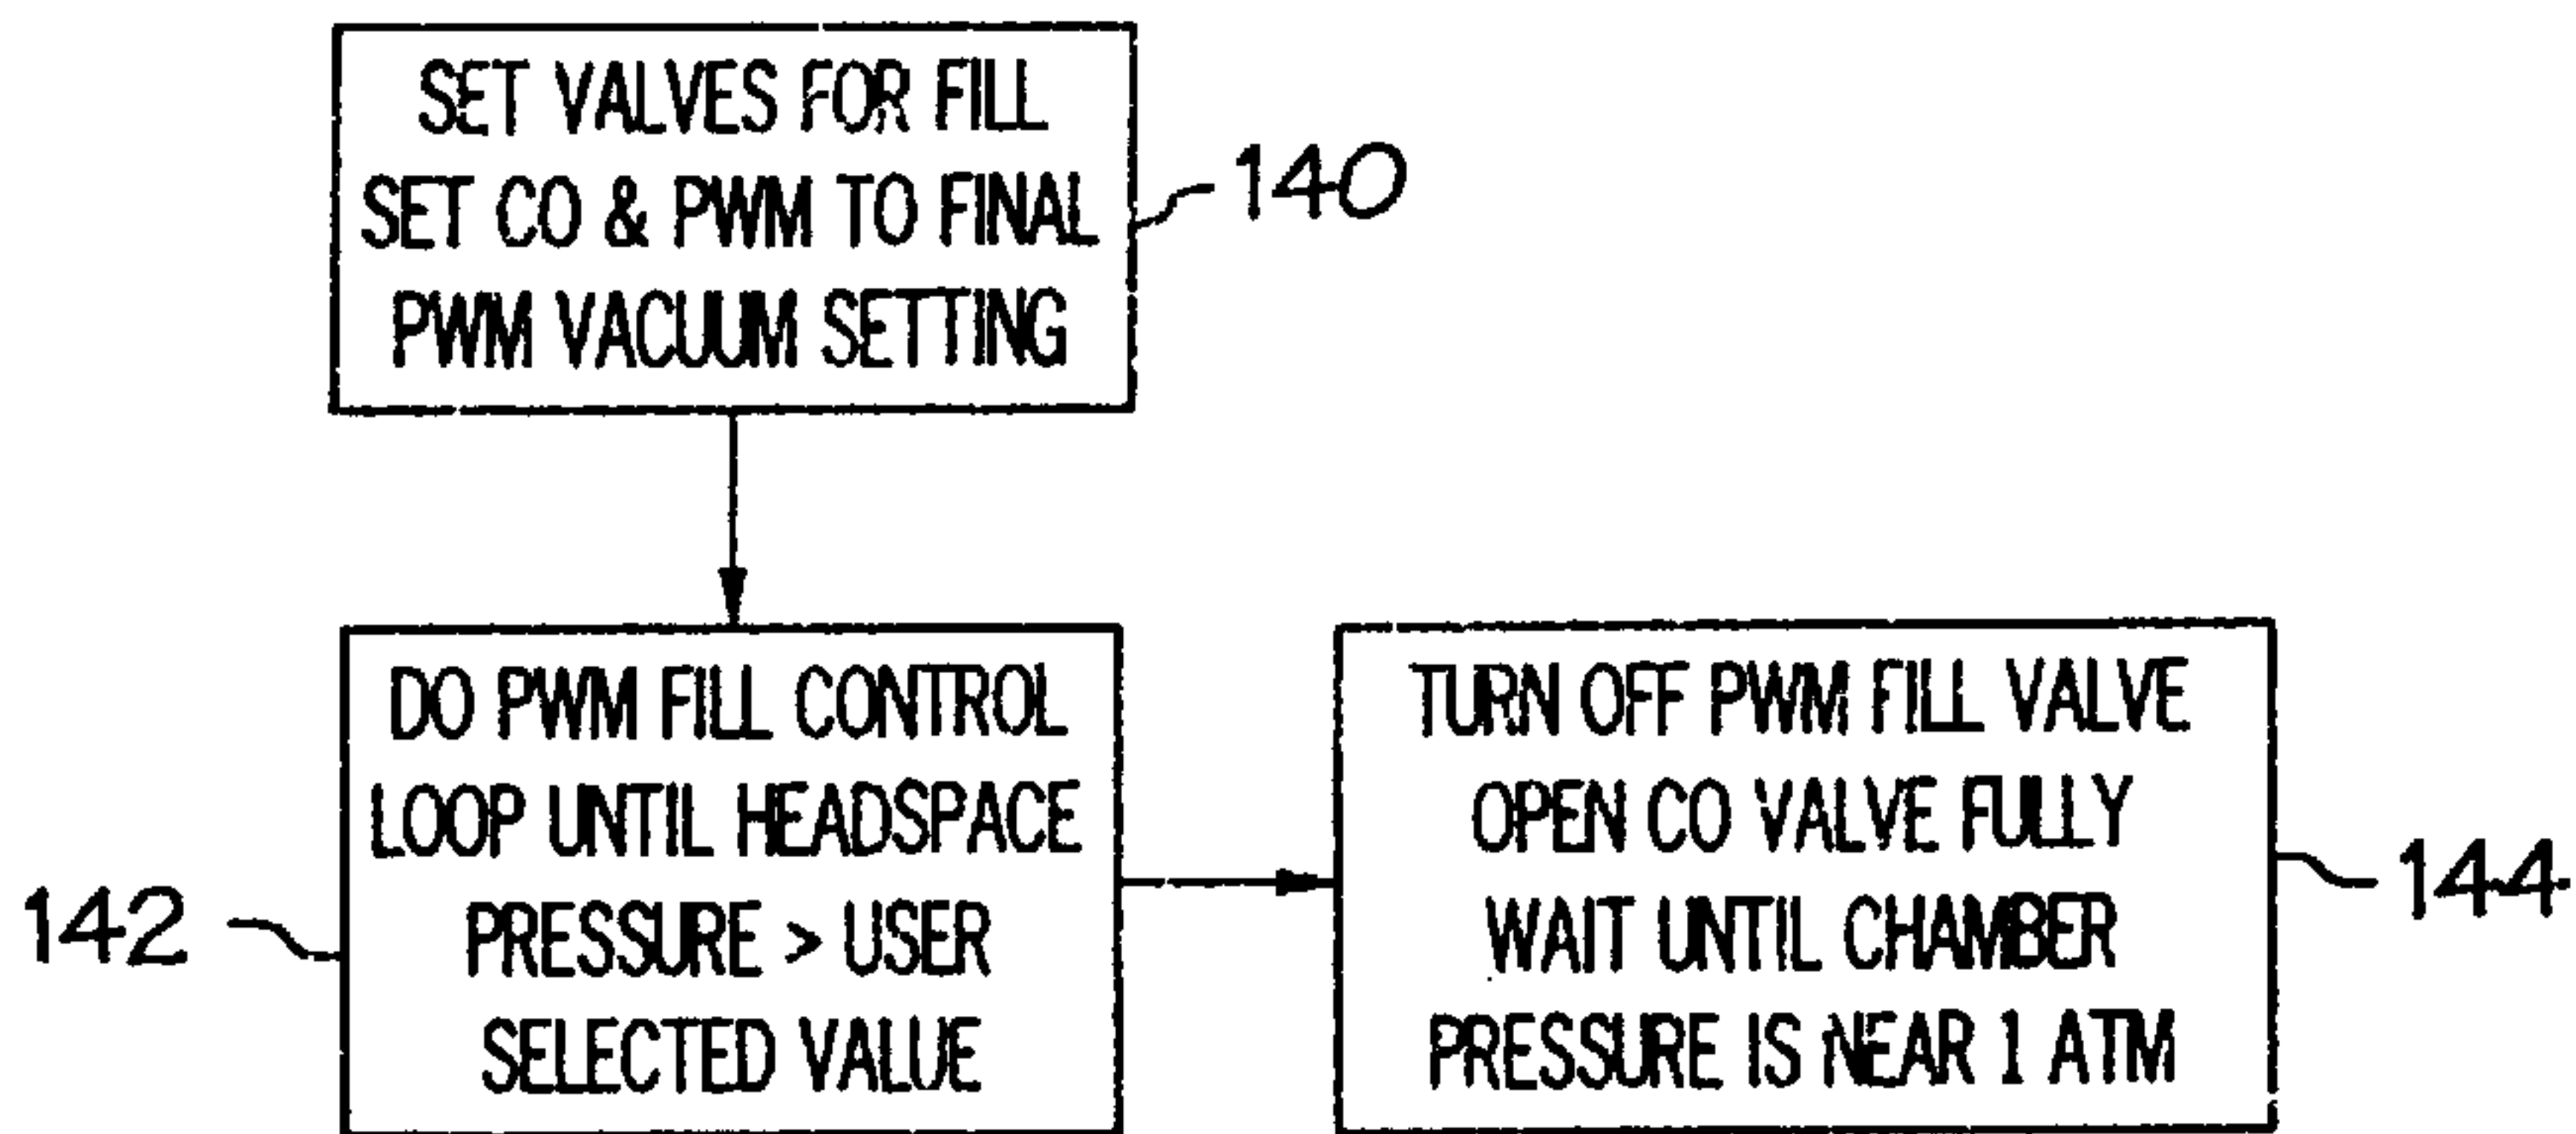 SET VALVES FOR FILL
SET CO & PWM TO FINAL
PWM VACUUM SETTING
140
DO PWM FILL CONTROL
LOOP UNTIL HEADSPACE
PRESSURE > USER
SELECTED VALUE
142
TURN OFF PWM FILL VALVE
OPEN CO VALVE FULLY
WAIT UNTIL CHAMBER
PRESSURE IS NEAR 1 ATM
144